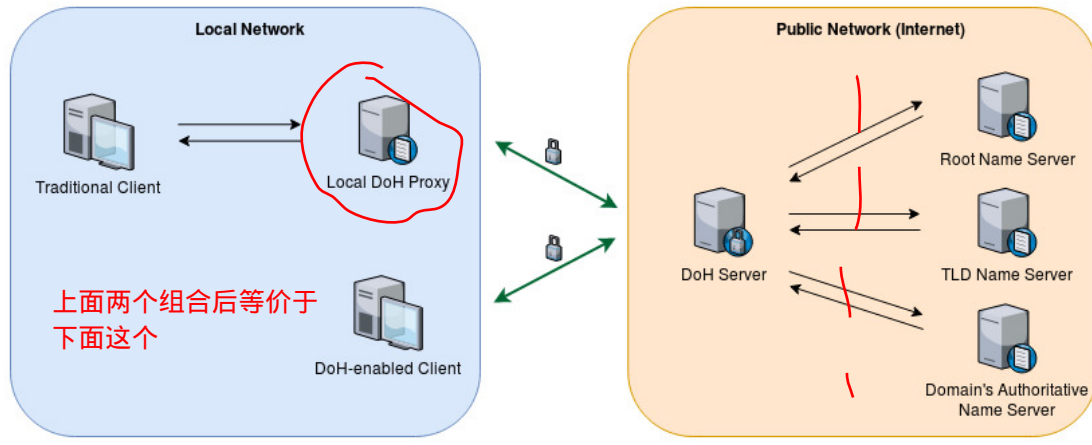 Local Network
Public Network (Internet)
Traditional Client
Local DoH Proxy
Root Name Server
DoH Server
TLD Name Server
上面两个组合后等价于
下面这个
DoH-enabled Client
Domain's Authoritative
Name Server